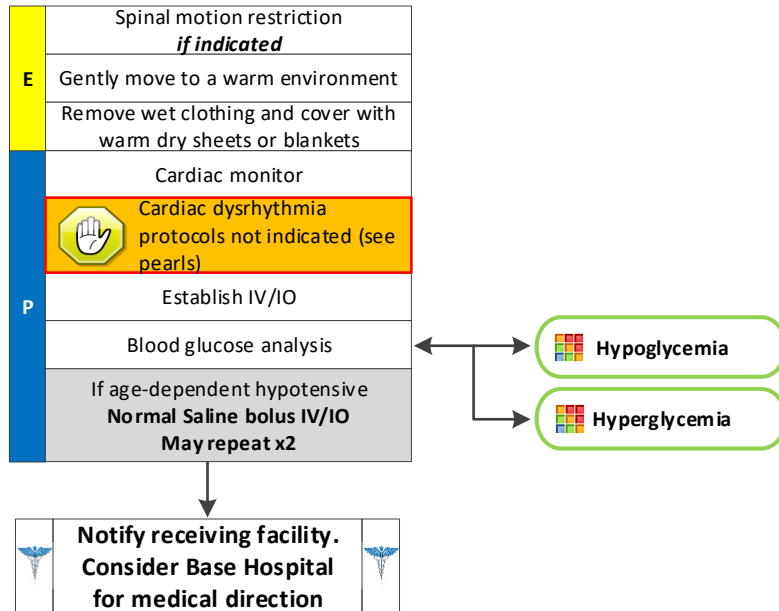 Spinal motion restriction
if indicated
E
Gently move to a warm environment
Remove wet clothing and cover with
warm dry sheets or blankets
Cardiac monitor
Cardiac dysrhythmia
protocols not indicated (see
pearls)
P
Establish IV/IO
Blood glucose analysis
Hypoglycemia
If age-dependent hypotensive
Normal Saline bolus IV/IO
May repeat x2
Hyperglycemia
Notify receiving facility.
Consider Base Hospital
for medical direction